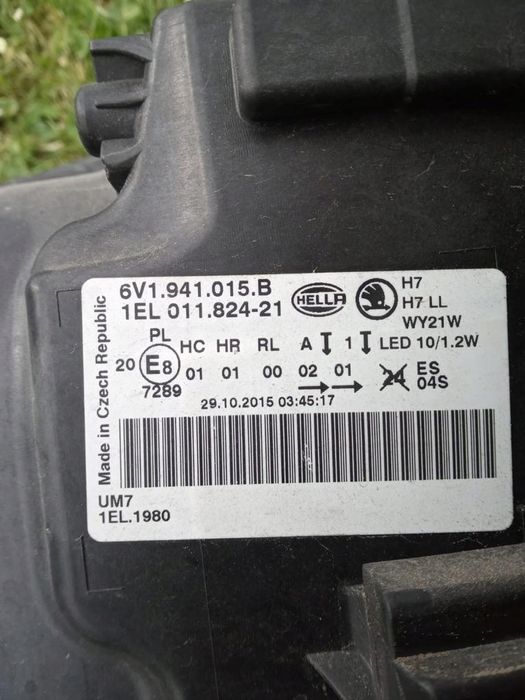 Made in Czech Republic
6V1.941.015.B
1EL 011.824-21
HELLA
H7
H7 LL
WY21W
LED 10/1.2W
PL HC HR RL A 1
20 E8 01 01 00 02 01 24 ES
7289 04S
29.10.2015 03:45:17
UM7
1EL.1980